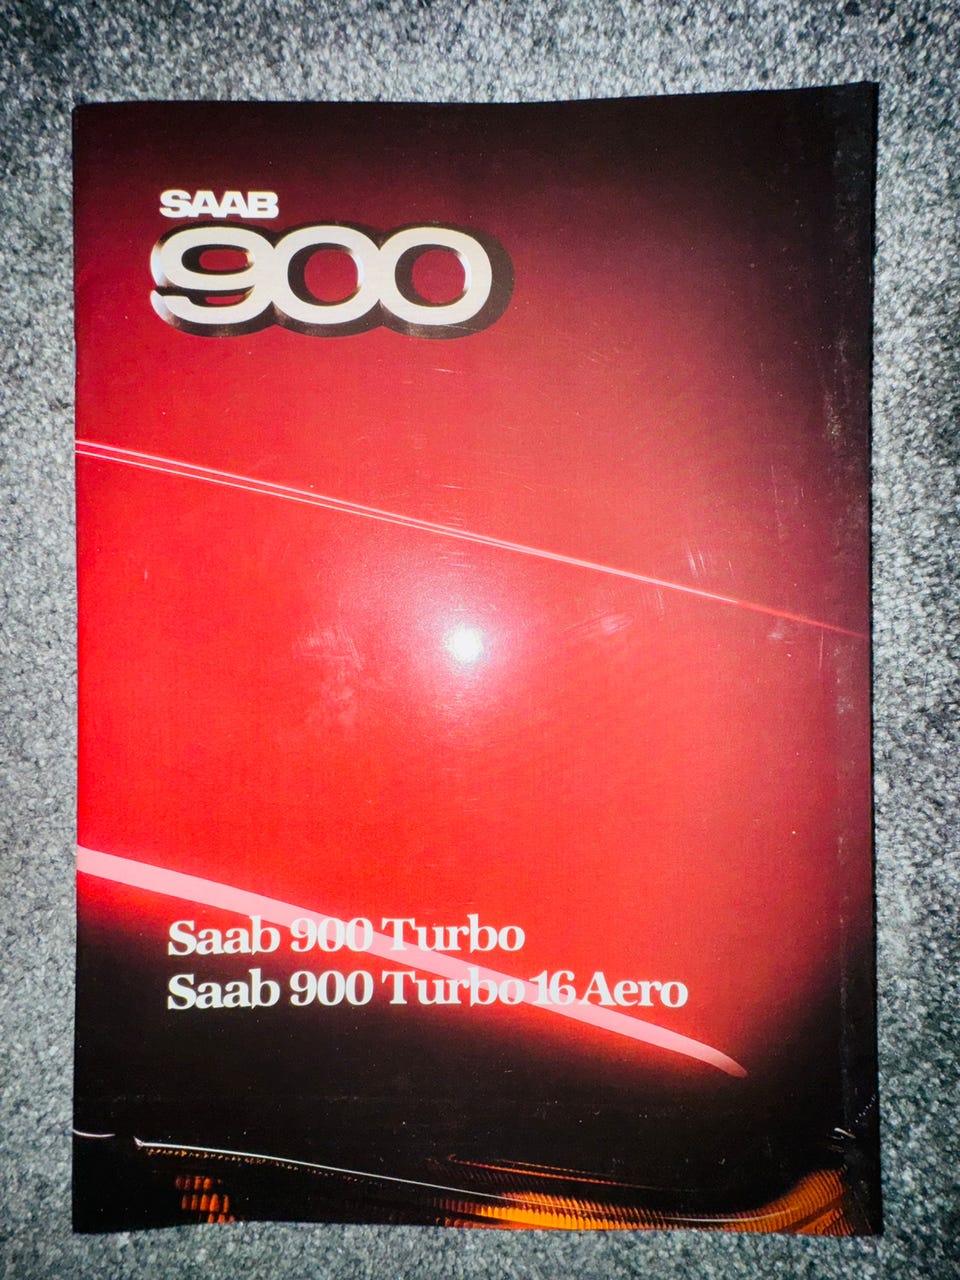 SAAB
900
Saab 900 Turbo
Saab 900 Turbo 16 Aero